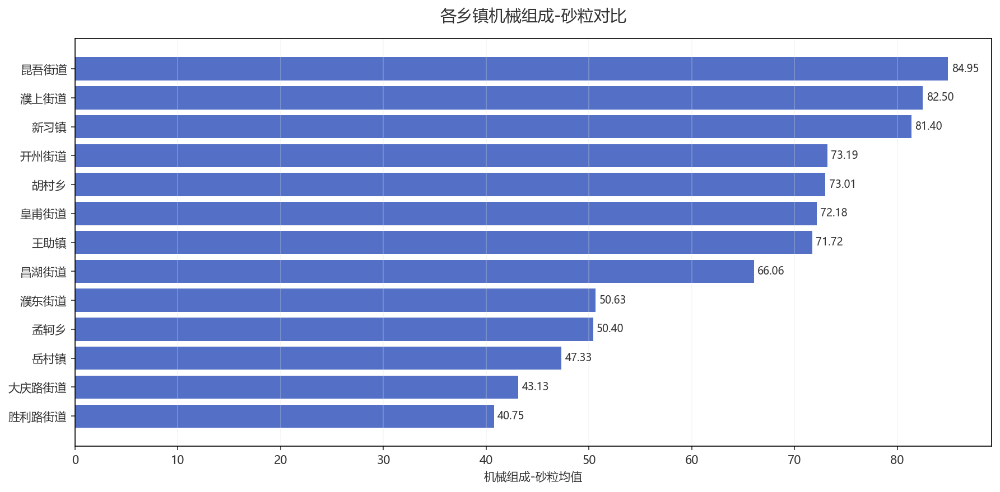 各乡镇机械组成-砂粒对比
昆吾街道 84.95
濮上街道 82.50
新习镇 81.40
开州街道 73.19
胡村乡 73.01
皇甫街道 72.18
王助镇 71.72
昌湖街道 66.06
濮东街道 50.63
孟轲乡 50.40
岳村镇 47.33
大庆路街道 43.13
胜利路街道 40.75
0 10 20 30 40 50 60 70 80
机械组成-砂粒均值